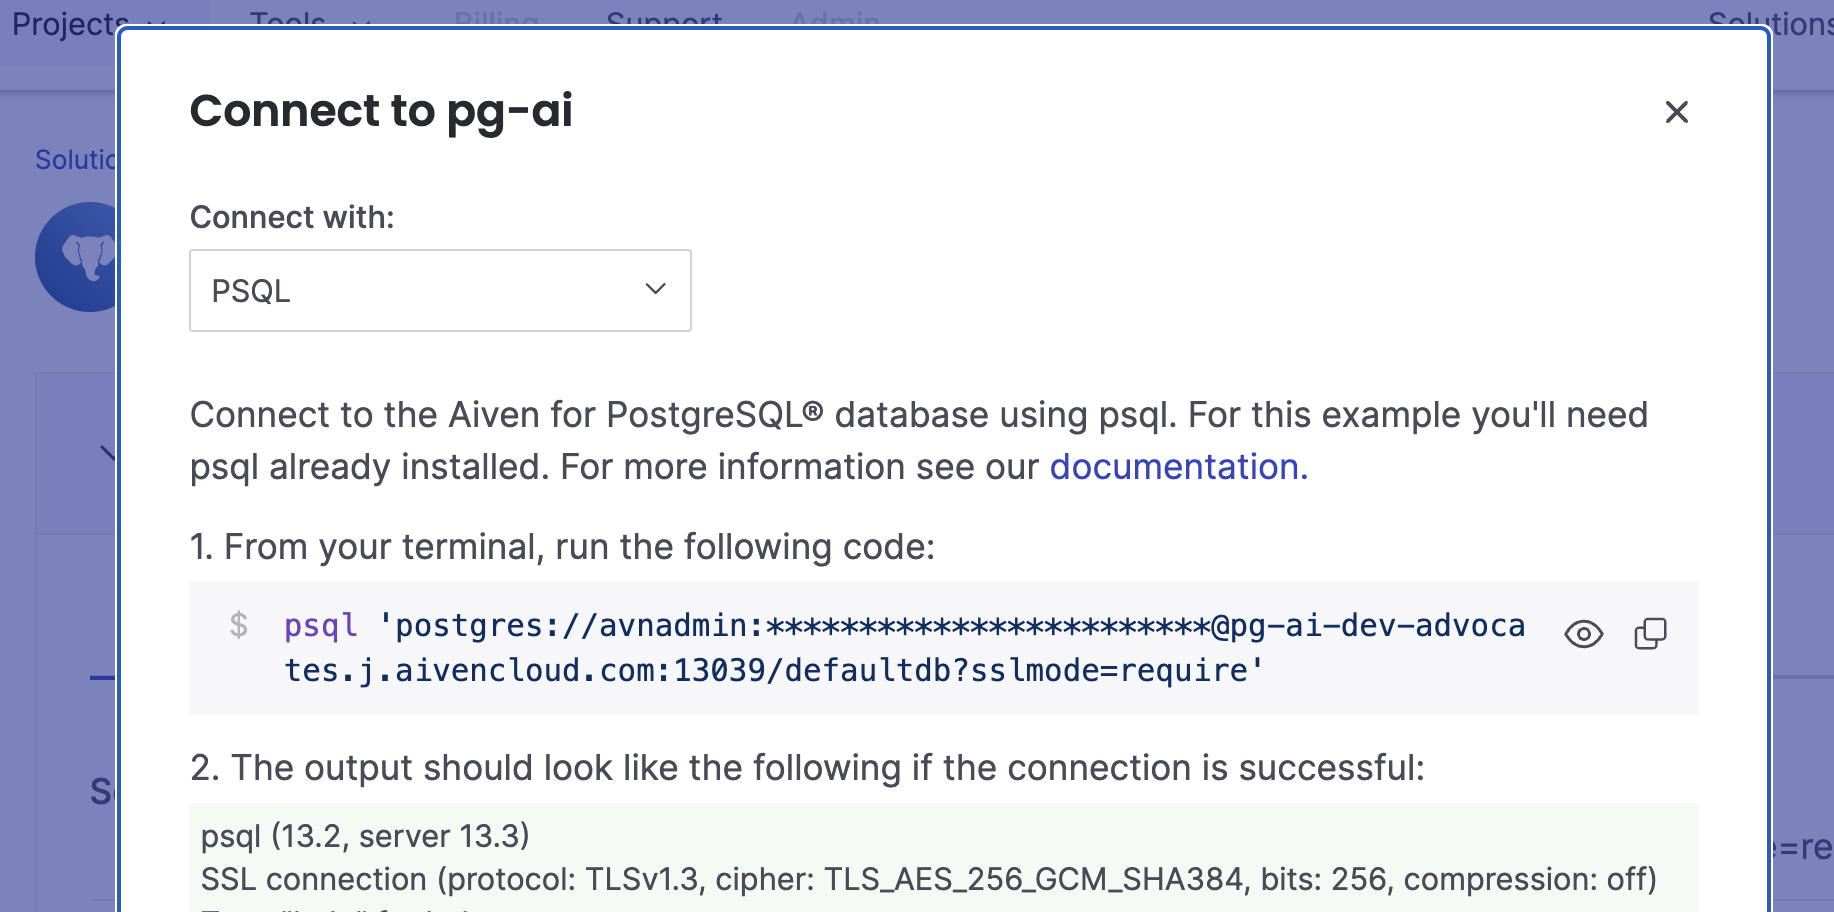 Projects Tools Billing Support Admin Solutions
Connect to pg-ai
Connect with:
PSQL
Connect to the Aiven for PostgreSQL® database using psql. For this example you'll need
psql already installed. For more information see our documentation.
1. From your terminal, run the following code:
$ psql 'postgres://avnadmin:************************@pg-ai-dev-advoca
tes.j.aivencloud.com:13039/defaultdb?sslmode=require'
2. The output should look like the following if the connection is successful:
psql (13.2, server 13.3)
SSL connection (protocol: TLSv1.3, cipher: TLS_AES_256_GCM_SHA384, bits: 256, compression: off)